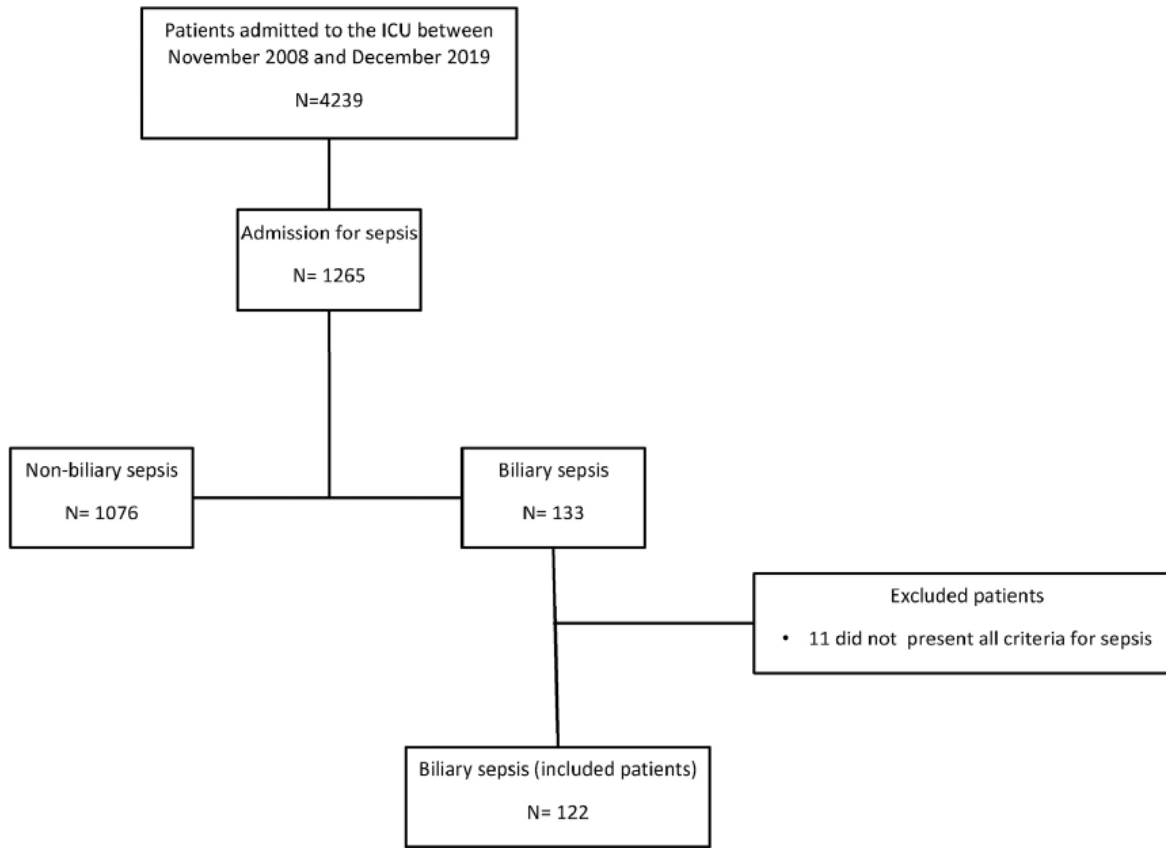 Patients admitted to the ICU between
November 2008 and December 2019
N=4239
Admission for sepsis
N= 1265
Non-biliary sepsis
N= 1076
Biliary sepsis
N= 133
Excluded patients
• 11 did not present all criteria for sepsis
Biliary sepsis (included patients)
N= 122